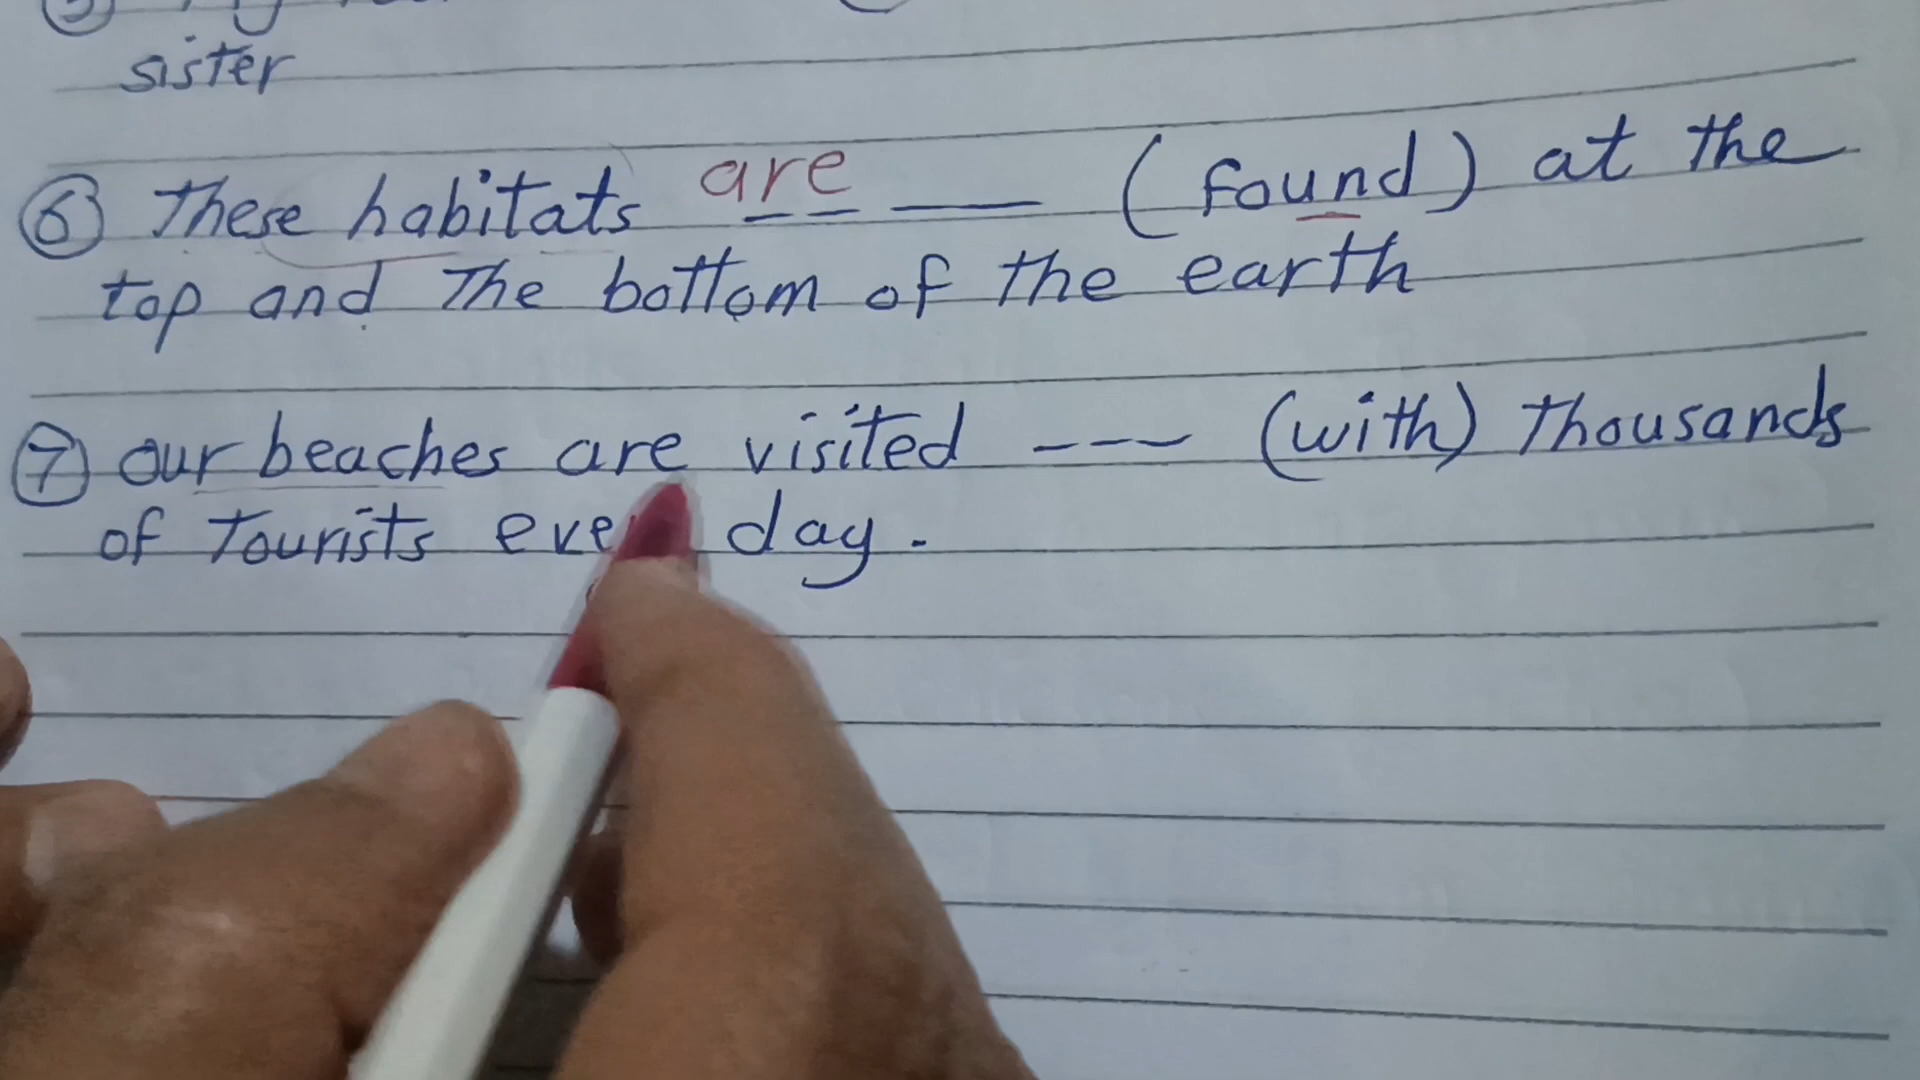 sister
⑥ These habitats are ----- (found) at the
top and The bottom of the earth
⑦ our beaches are visited --- (with) Thousands
of Tourists day.